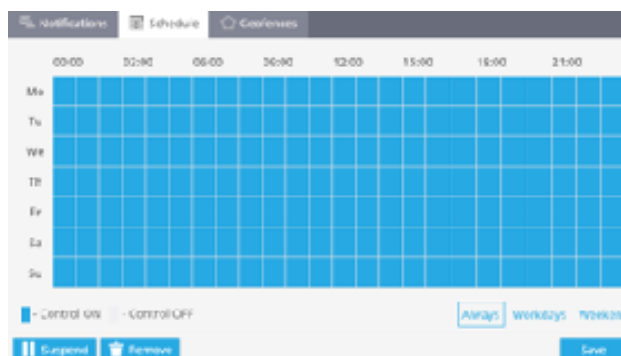 Notifications Schedule Geofences
00:00 03:00 06:00 09:00 12:00 15:00 18:00 21:00
Mo
Tu
We
Th
Fr
Sa
Su
- Control ON - Control OFF Always Workdays Weeken
Suspend Remove Save